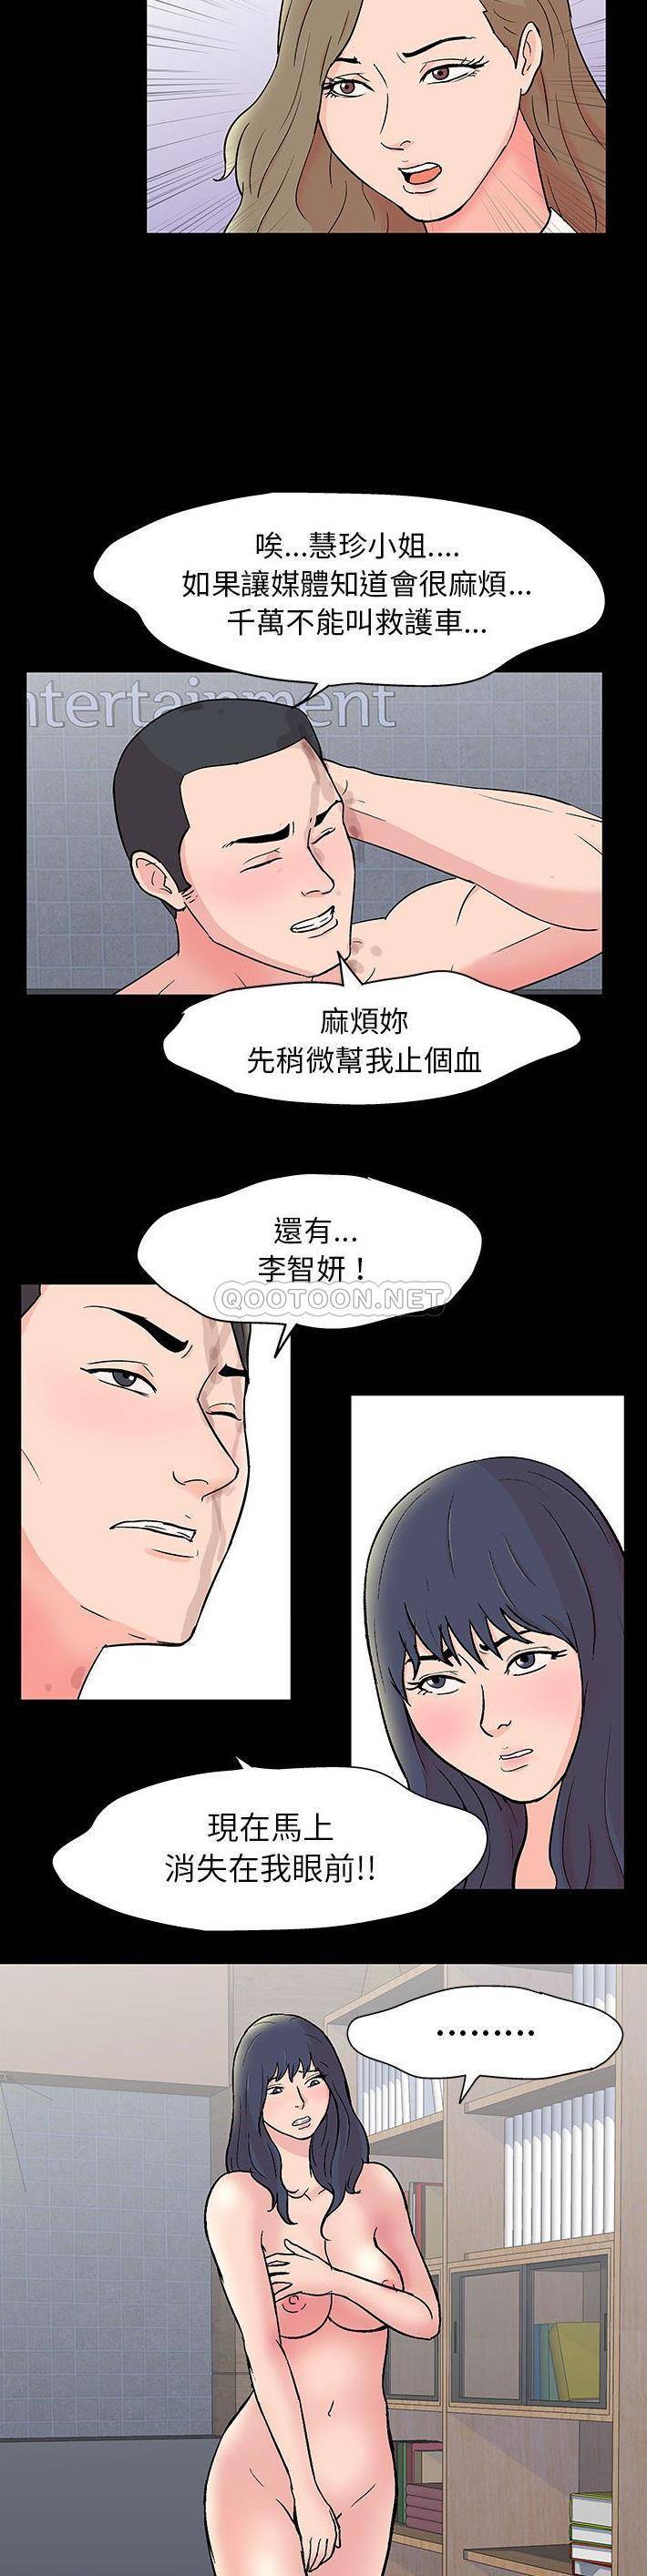 唉...慧珍小姐....
如果讓媒體知道會很麻煩...
千萬不能叫救護車...
ntertainment
麻煩妳
先稍微幫我止個血
還有...
李智妍！
QOOTOON.NET
現在馬上
消失在我眼前!!
.........